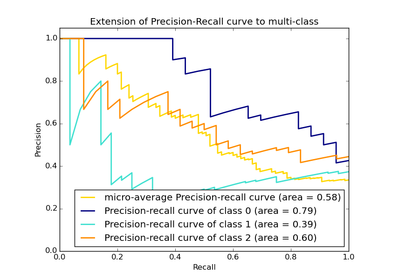 Extension of Precision-Recall curve to multi-class
1.0
0.8
0.6
0.4
0.2
0.0
Precision
micro-average Precision-recall curve (area = 0.58)
Precision-recall curve of class 0 (area = 0.79)
Precision-recall curve of class 1 (area = 0.39)
Precision-recall curve of class 2 (area = 0.60)
0.0 0.2 0.4 0.6 0.8 1.0
Recall